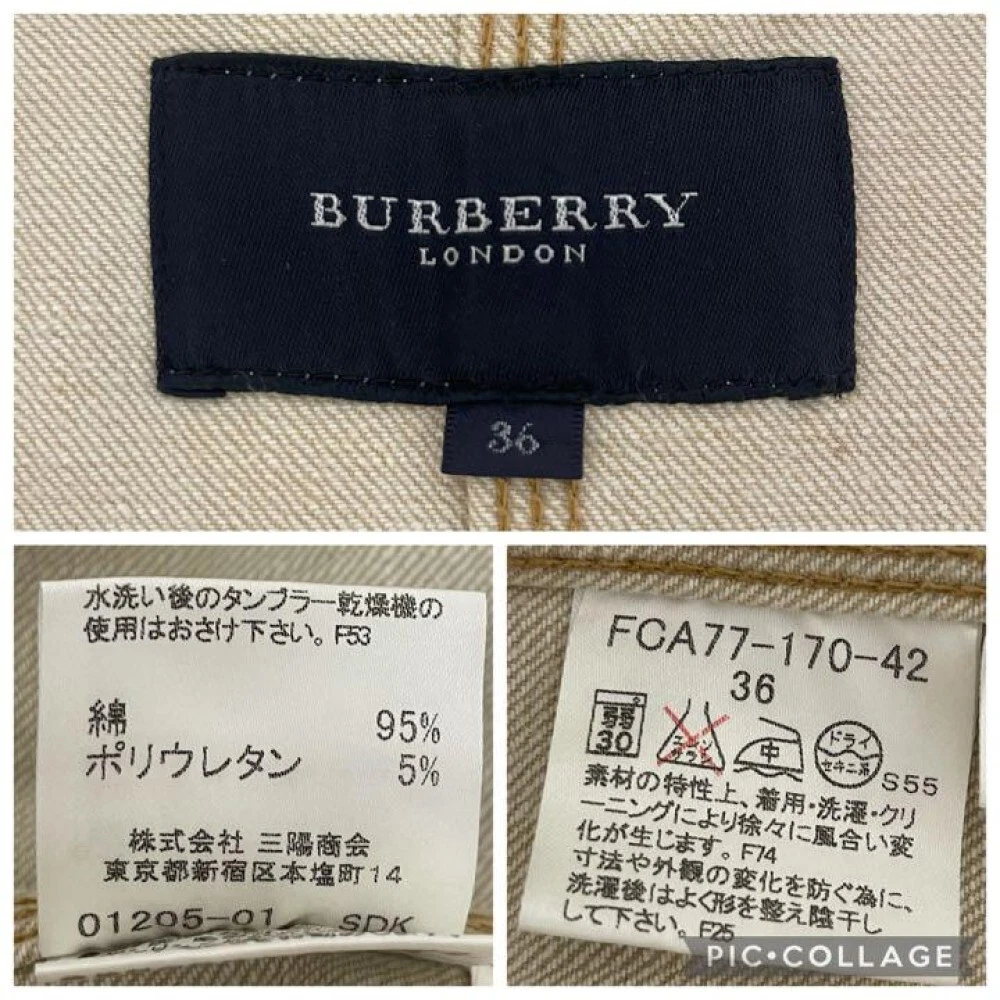 BURBERRY
LONDON
36
水洗い後のタンブラー乾燥機の
使用はおさけ下さい。F53
綿 95%
ポリウレタン 5%
株式会社 三陽商会
東京都新宿区本塩町14
01205-01 SDK
FCA77-170-42
36
弱
30
エンソ
サラシ
中
ドライ
セキユ系
S55
素材の特性上、着用・洗濯・クリ
ーニングにより徐々に風合い変
化が生じます。F74
寸法や外観の変化を防ぐ為に、
洗濯後はよく形を整え陰干し
して下さい。F25
PIC•COLLAGE